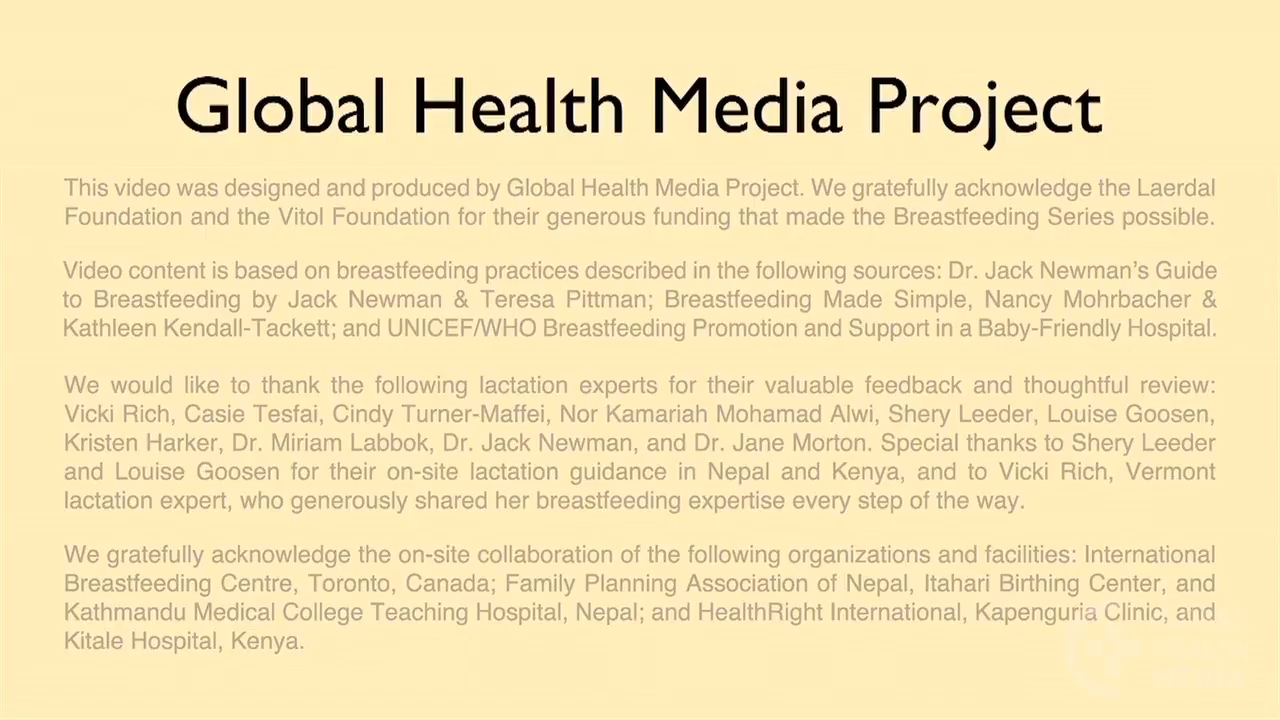 Global Health Media Project
This video was designed and produced by Global Health Media Project. We gratefully acknowledge the Laerdal
Foundation and the Vitol Foundation for their generous funding that made the Breastfeeding Series possible.
Video content is based on breastfeeding practices described in the following sources: Dr. Jack Newman’s Guide
to Breastfeeding by Jack Newman & Teresa Pittman; Breastfeeding Made Simple, Nancy Mohrbacher &
Kathleen Kendall-Tackett; and UNICEF/WHO Breastfeeding Promotion and Support in a Baby-Friendly Hospital.
We would like to thank the following lactation experts for their valuable feedback and thoughtful review:
Vicki Rich, Casie Tesfai, Cindy Turner-Maffei, Nor Kamariah Mohamad Alwi, Shery Leeder, Louise Goosen,
Kristen Harker, Dr. Miriam Labbok, Dr. Jack Newman, and Dr. Jane Morton. Special thanks to Shery Leeder
and Louise Goosen for their on-site lactation guidance in Nepal and Kenya, and to Vicki Rich, Vermont
lactation expert, who generously shared her breastfeeding expertise every step of the way.
We gratefully acknowledge the on-site collaboration of the following organizations and facilities: International
Breastfeeding Centre, Toronto, Canada; Family Planning Association of Nepal, Itahari Birthing Center, and
Kathmandu Medical College Teaching Hospital, Nepal; and HealthRight International, Kapenguria Clinic, and
Kitale Hospital, Kenya.